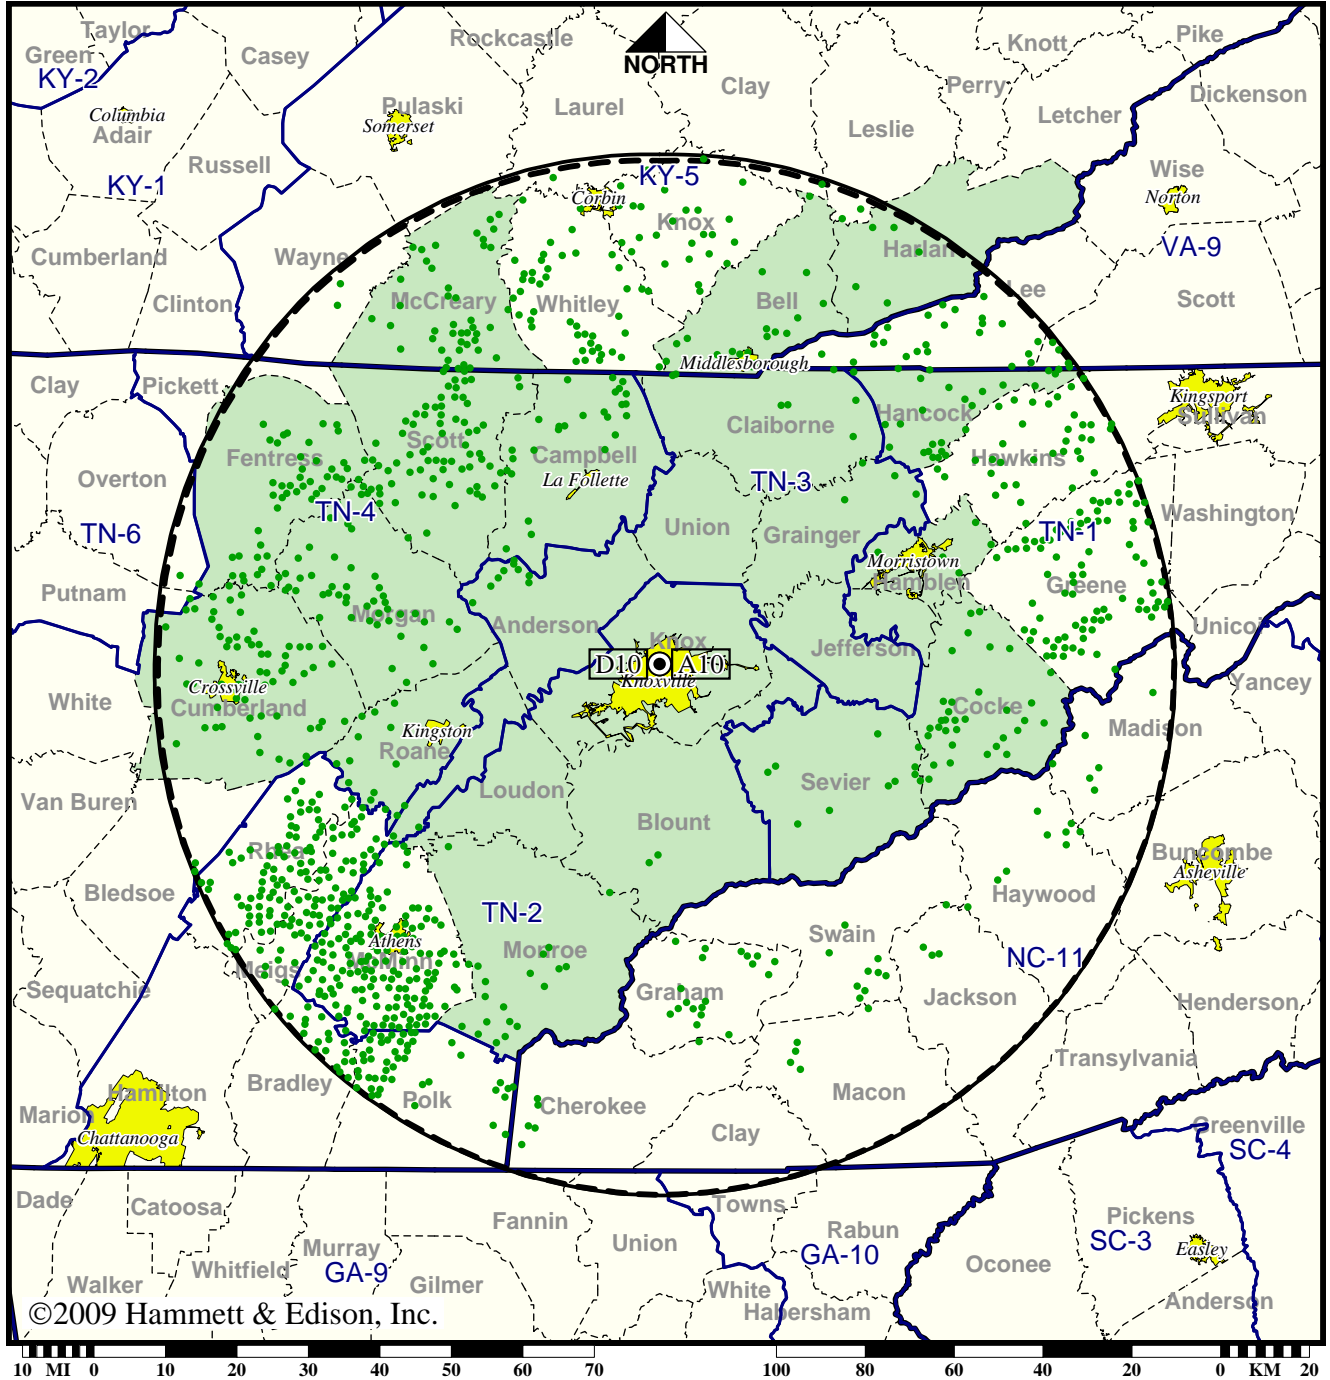 Taylor
Green
KY-2
Casey
Rockcastle
NORTH
Knott
Pike
Columbia
Adair
Pulaski
Somerset
Laurel
Clay
Perry
Leslie
Letcher
Dickenson
KY-1
Russell
Corbin
KY-5
Wise
Norton
Cumberland
Wayne
Knox
Harlan
VA-9
Clinton
McCreary
Whitley
Bell
Lee
Scott
Middlesborough
Clay
Pickett
Kingsport
Sullivan
Fentress
Scott
Campbell
La Follette
Claiborne
Hancock
Hawkins
Overton
TN-6
TN-4
TN-3
Union
Grainger
TN-1
Washington
Morristown
Hamblen
Putnam
Morgan
Anderson
Greene
Unicoi
Knox
D10 A10
Knoxville
Jefferson
Yancey
White
Crossville
Cumberland
Kingston
Roane
Cocke
Madison
Van Buren
Loudon
Blount
Sevier
Rhea
Buncombe
Asheville
Bledsoe
Athens
McMinn
TN-2
Monroe
Swain
Haywood
NC-11
Meigs
Sequatchie
Graham
Jackson
Henderson
Transylvania
Marion
Hamilton
Chattanooga
Bradley
Polk
Cherokee
Clay
Macon
Greenville
SC-4
Dade
Catoosa
Fannin
Towns
Union
Rabun
GA-10
Pickens
SC-3
Easley
Murray
Whitfield
GA-9
Walker
Gilmer
White
Habersham
Oconee
Anderson
©2009 Hammett & Edison, Inc.
10 MI 0 10 20 30 40 50 60 70 100 80 60 40 20 0 KM 20